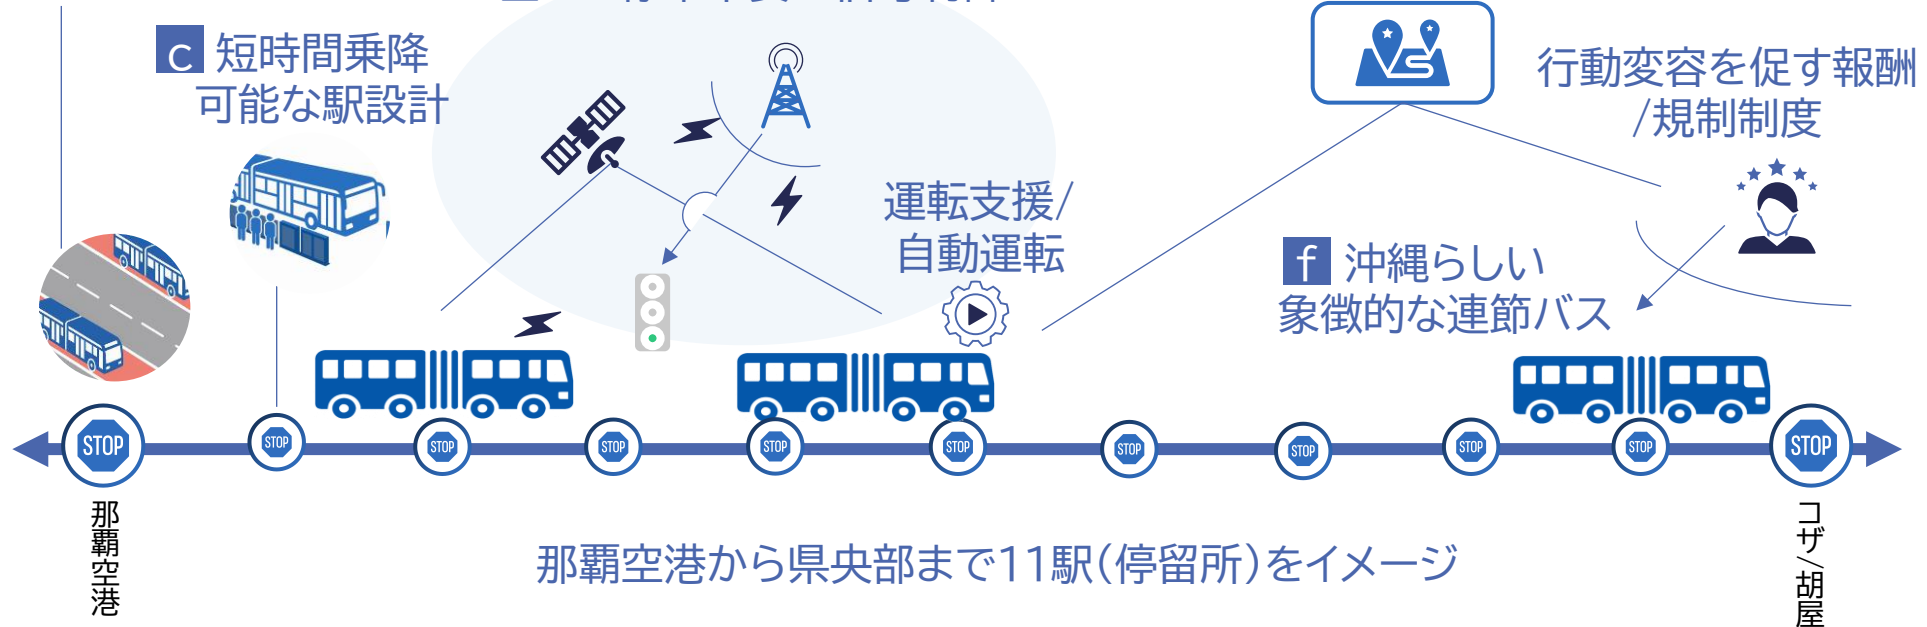 c 短時間乗降
可能な駅設計
行動変容を促す報酬
/規制制度
運転支援/
自動運転
f 沖縄らしい
象徴的な連節バス
STOP
STOP
STOP
STOP
STOP
STOP
STOP
STOP
STOP
STOP
STOP
那覇空港
コザ/胡屋
那覇空港から県央部まで11駅(停留所)をイメージ